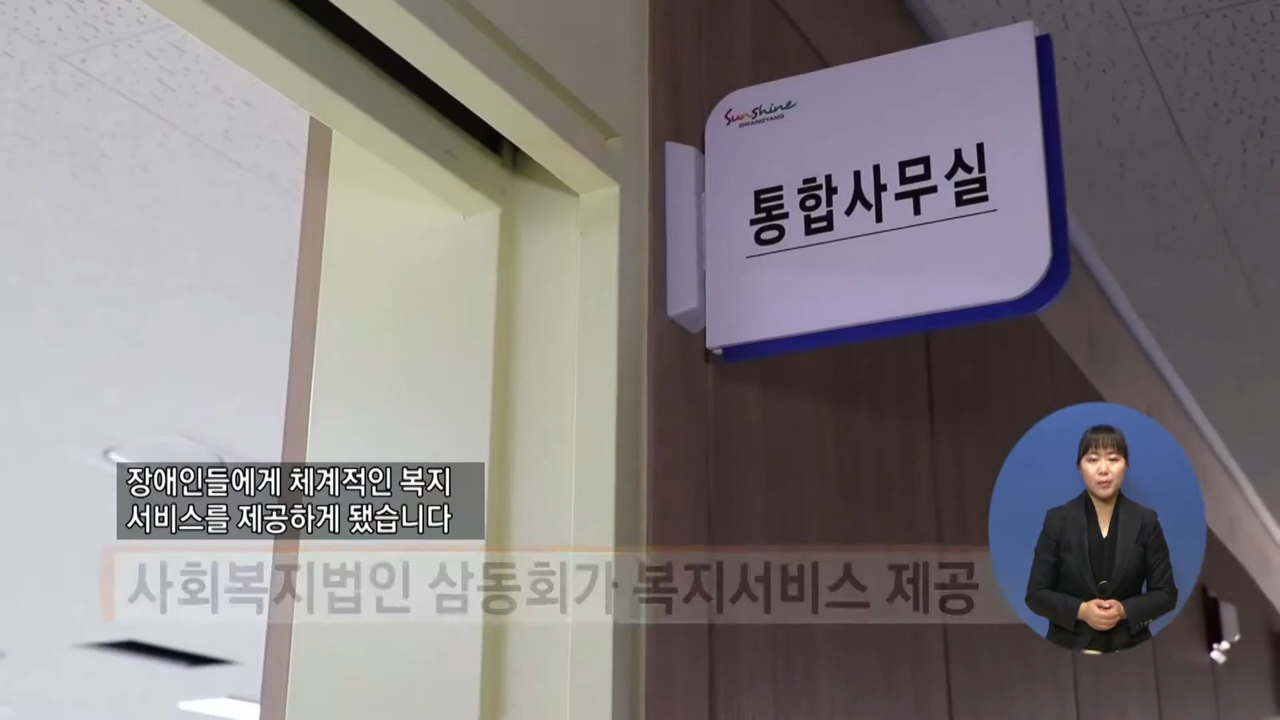 Sunshine
GWANGYANG
통합사무실
장애인들에게 체계적인 복지
서비스를 제공하게 됐습니다
사회복지법인 삼동회가 복지서비스 제공